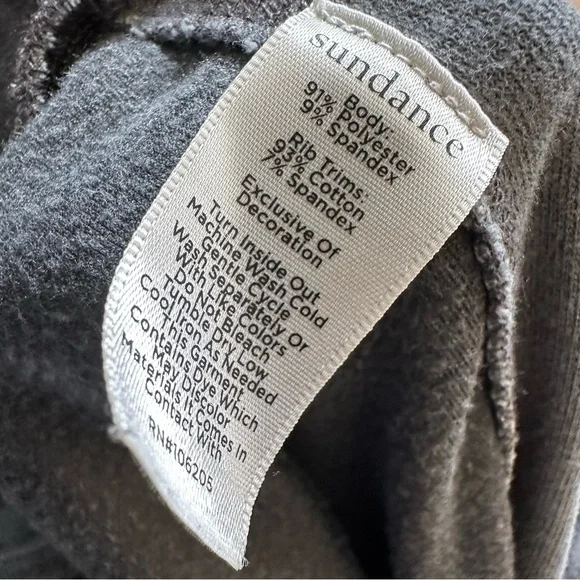 sundance
Body:
91% Polyester
9% Spandex
Rib Trims:
93% Cotton
7% Spandex
Exclusive Of
Decoration
Turn Inside Out
Machine Wash Cold
Gentle Cycle
Wash Separately Or
With Like Colors
Do Not Beach
Tumble Dry Low
Cool Iron As Needed
This Garment
Contains Dye Which
May Discolor
Materials It Comes in
Contact With
RN#106205